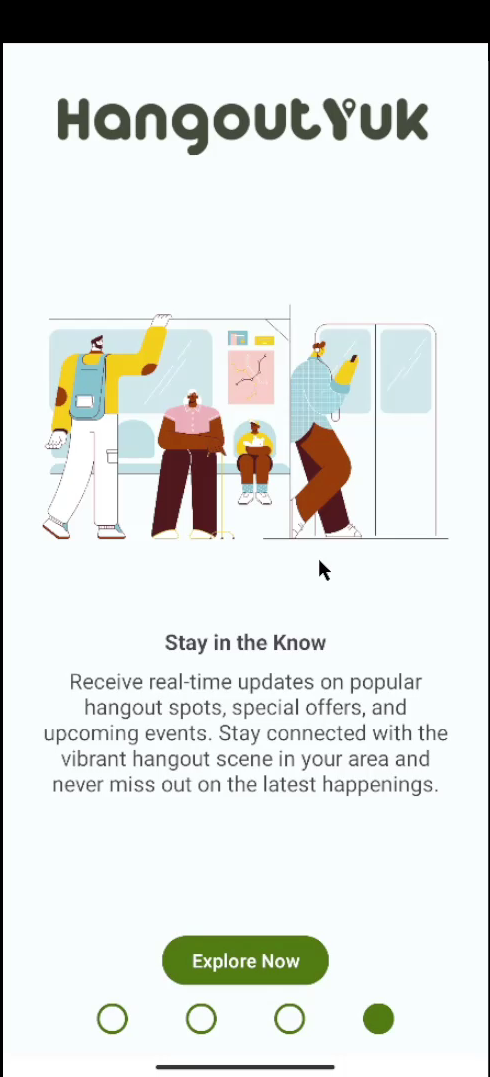 HangoutYuk
Stay in the Know
Receive real-time updates on popular
hangout spots, special offers, and
upcoming events. Stay connected with the
vibrant hangout scene in your area and
never miss out on the latest happenings.
Explore Now